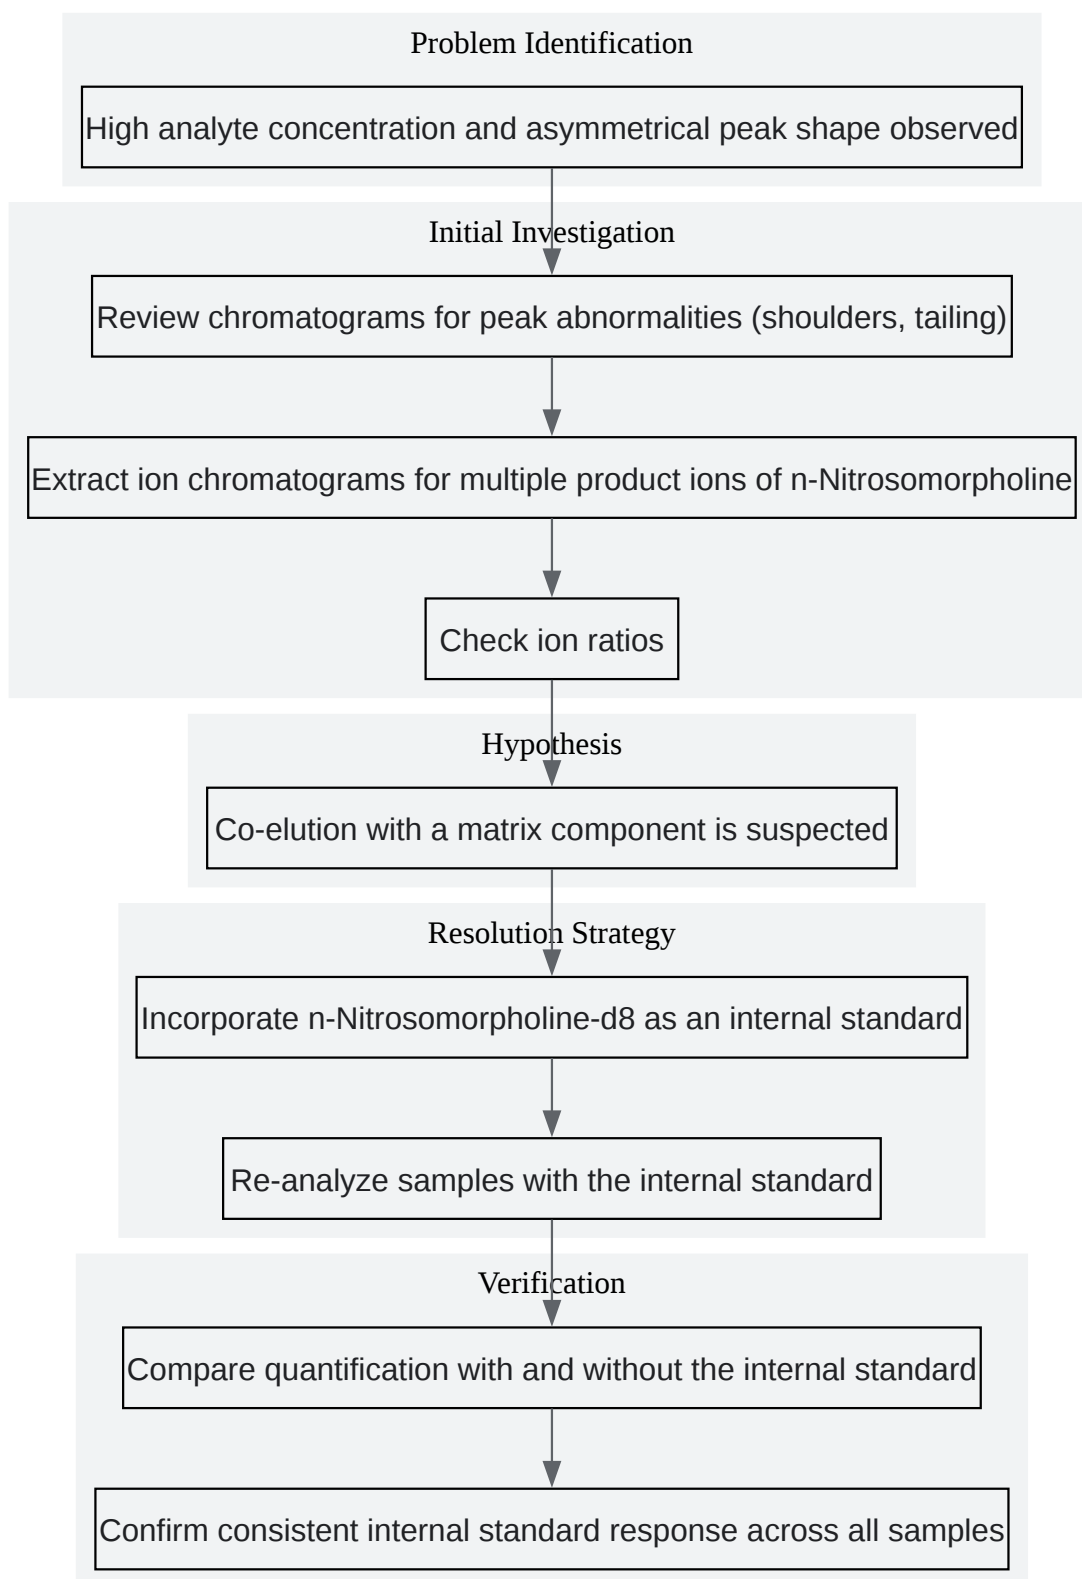 Problem Identification
High analyte concentration and asymmetrical peak shape observed
Initial Investigation
Review chromatograms for peak abnormalities (shoulders, tailing)
Extract ion chromatograms for multiple product ions of n-Nitrosomorpholine
Check ion ratios
Hypothesis
Co-elution with a matrix component is suspected
Resolution Strategy
Incorporate n-Nitrosomorpholine-d8 as an internal standard
Re-analyze samples with the internal standard
Verification
Compare quantification with and without the internal standard
Confirm consistent internal standard response across all samples